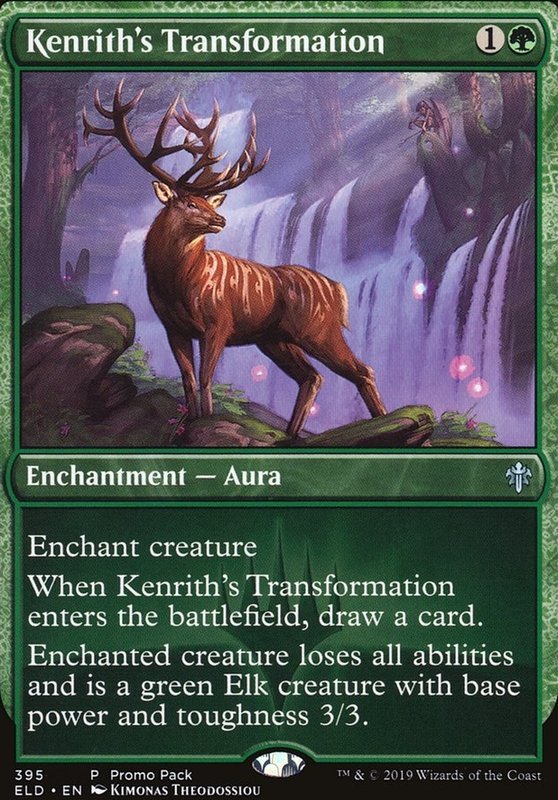 Kenrith's Transformation 1
Enchantment — Aura
Enchant creature
When Kenrith's Transformation
enters the battlefield, draw a card.
Enchanted creature loses all abilities
and is a green Elk creature with base
power and toughness 3/3.
395 P Promo Pack ™ & © 2019 Wizards of the Coast
ELD • EN Kimonas Theodossiou